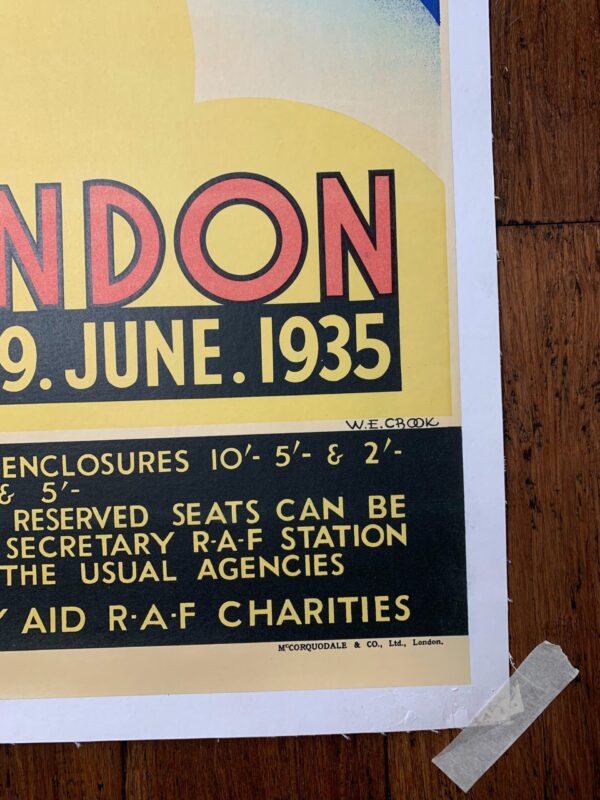 NDON
9. JUNE. 1935
W.E.CROOK
ENCLOSURES 10'- 5'- & 2'-
& 5'-
RESERVED SEATS CAN BE
SECRETARY R·A·F STATION
THE USUAL AGENCIES
Y AID R·A·F CHARITIES
McCORQUODALE & CO., Ltd., London.